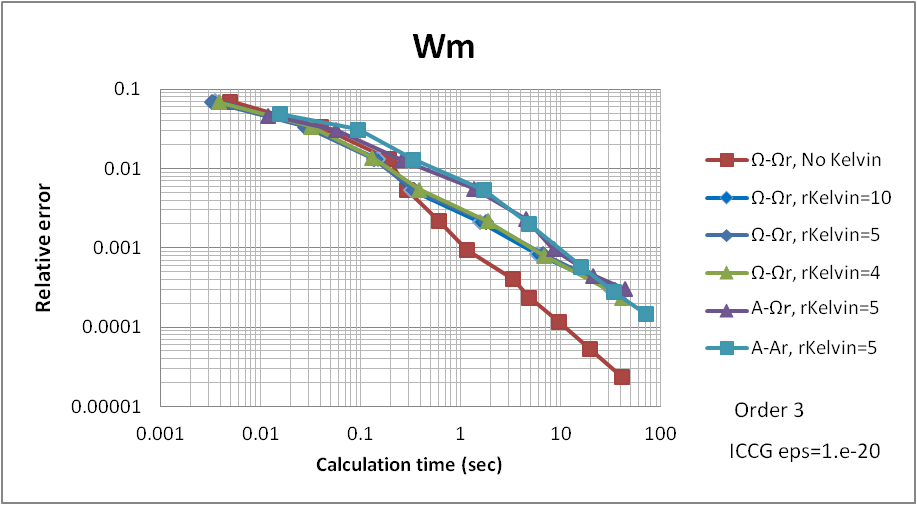 Wm
0.1
0.01
0.001
0.0001
0.00001
Relative error
0.001 0.01 0.1 1 10 100
Calculation time (sec)
Ω-Ωr, No Kelvin
Ω-Ωr, rKelvin=10
Ω-Ωr, rKelvin=5
Ω-Ωr, rKelvin=4
A-Ωr, rKelvin=5
A-Ar, rKelvin=5
Order 3
ICCG eps=1.e-20